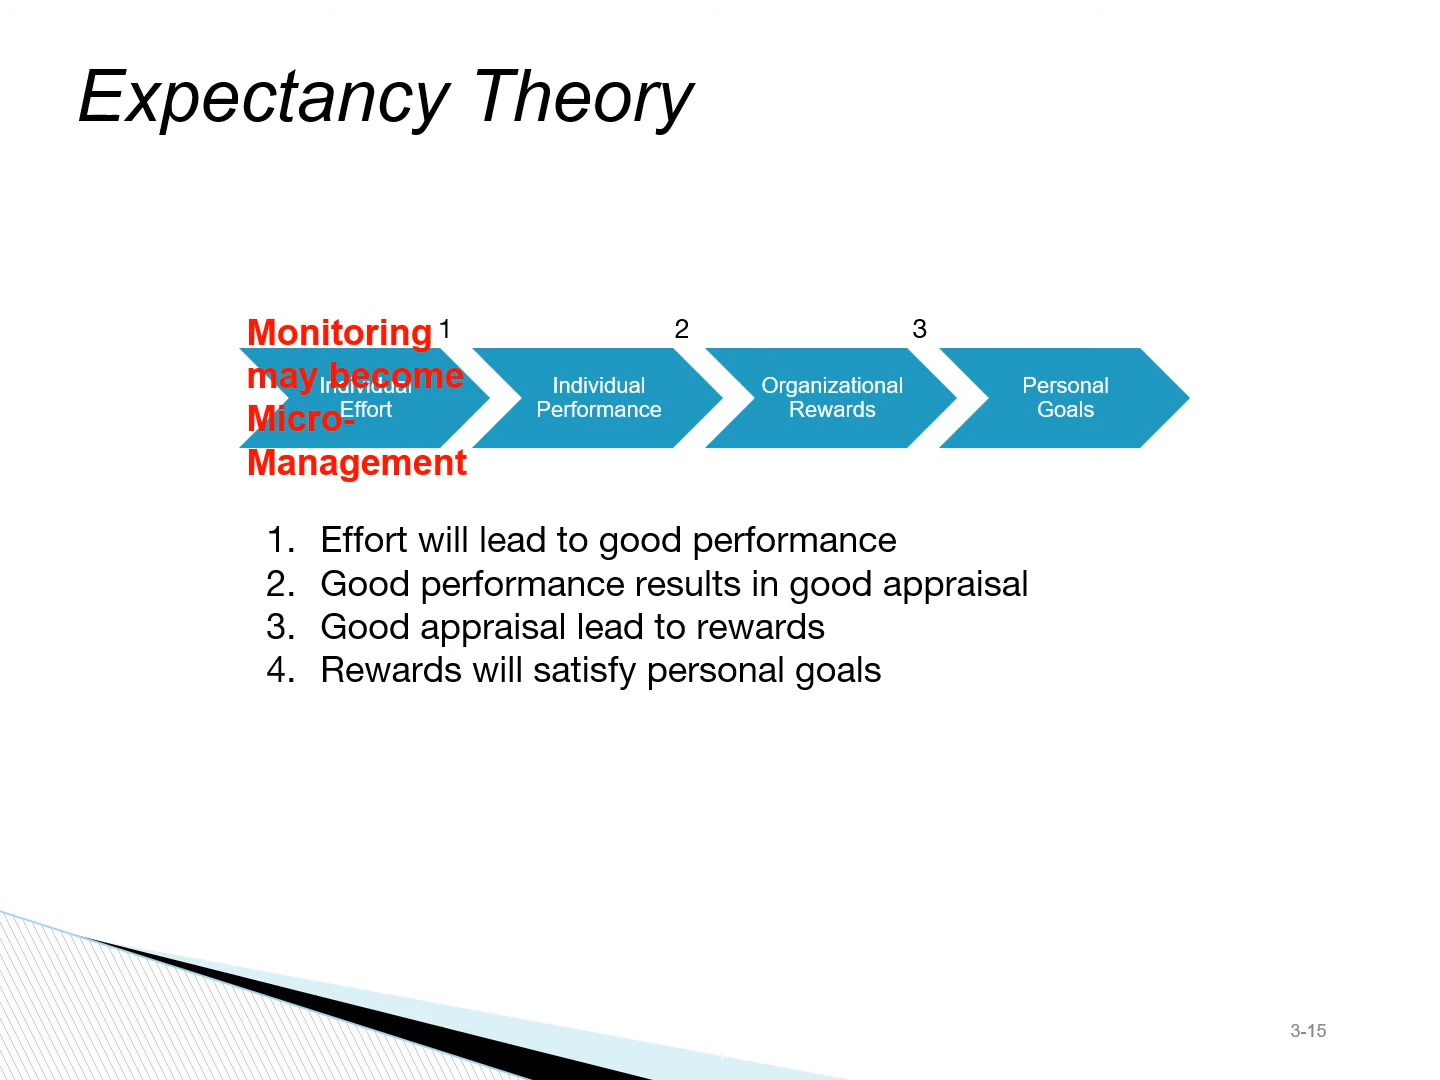 Expectancy Theory
Monitoring
may become
Micro-
Management
1
2
3
Individual
Effort
Individual
Performance
Organizational
Rewards
Personal
Goals
1. Effort will lead to good performance
2. Good performance results in good appraisal
3. Good appraisal lead to rewards
4. Rewards will satisfy personal goals
3-15